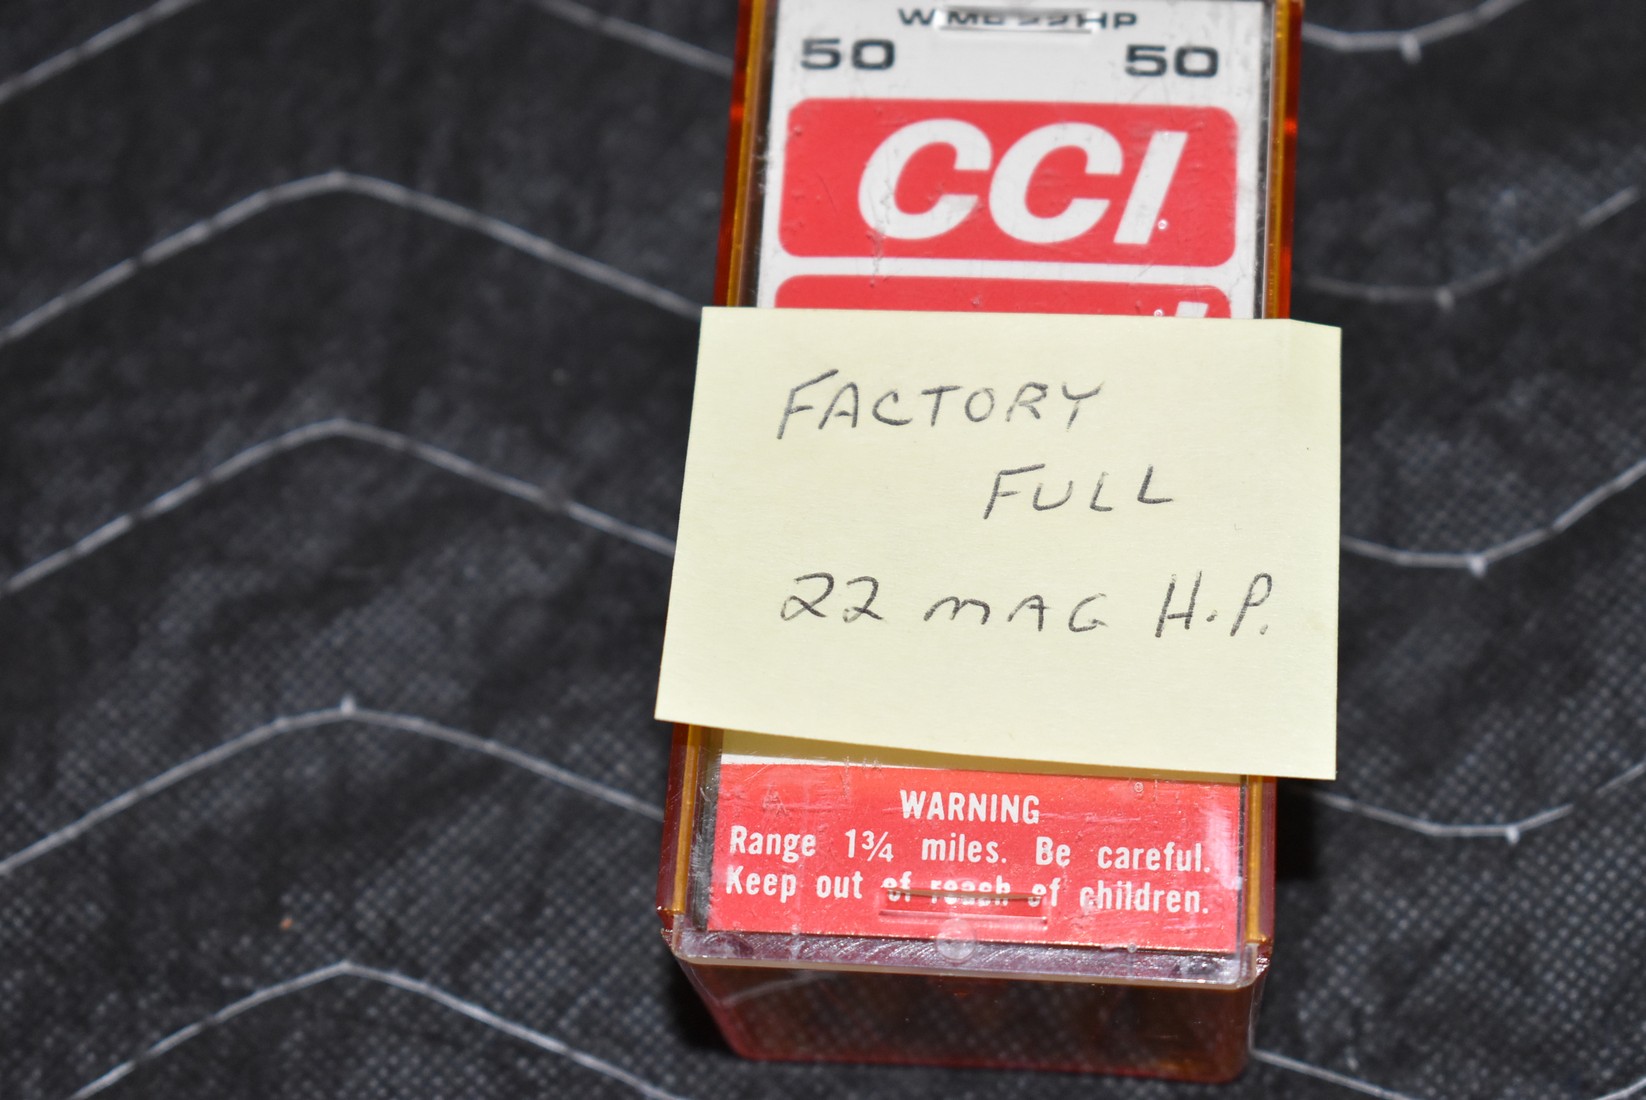 50 50
CCI
FACTORY
FULL
22 MAG H.P.
WARNING
Range 1¾ miles. Be careful.
Keep out of reach of children.